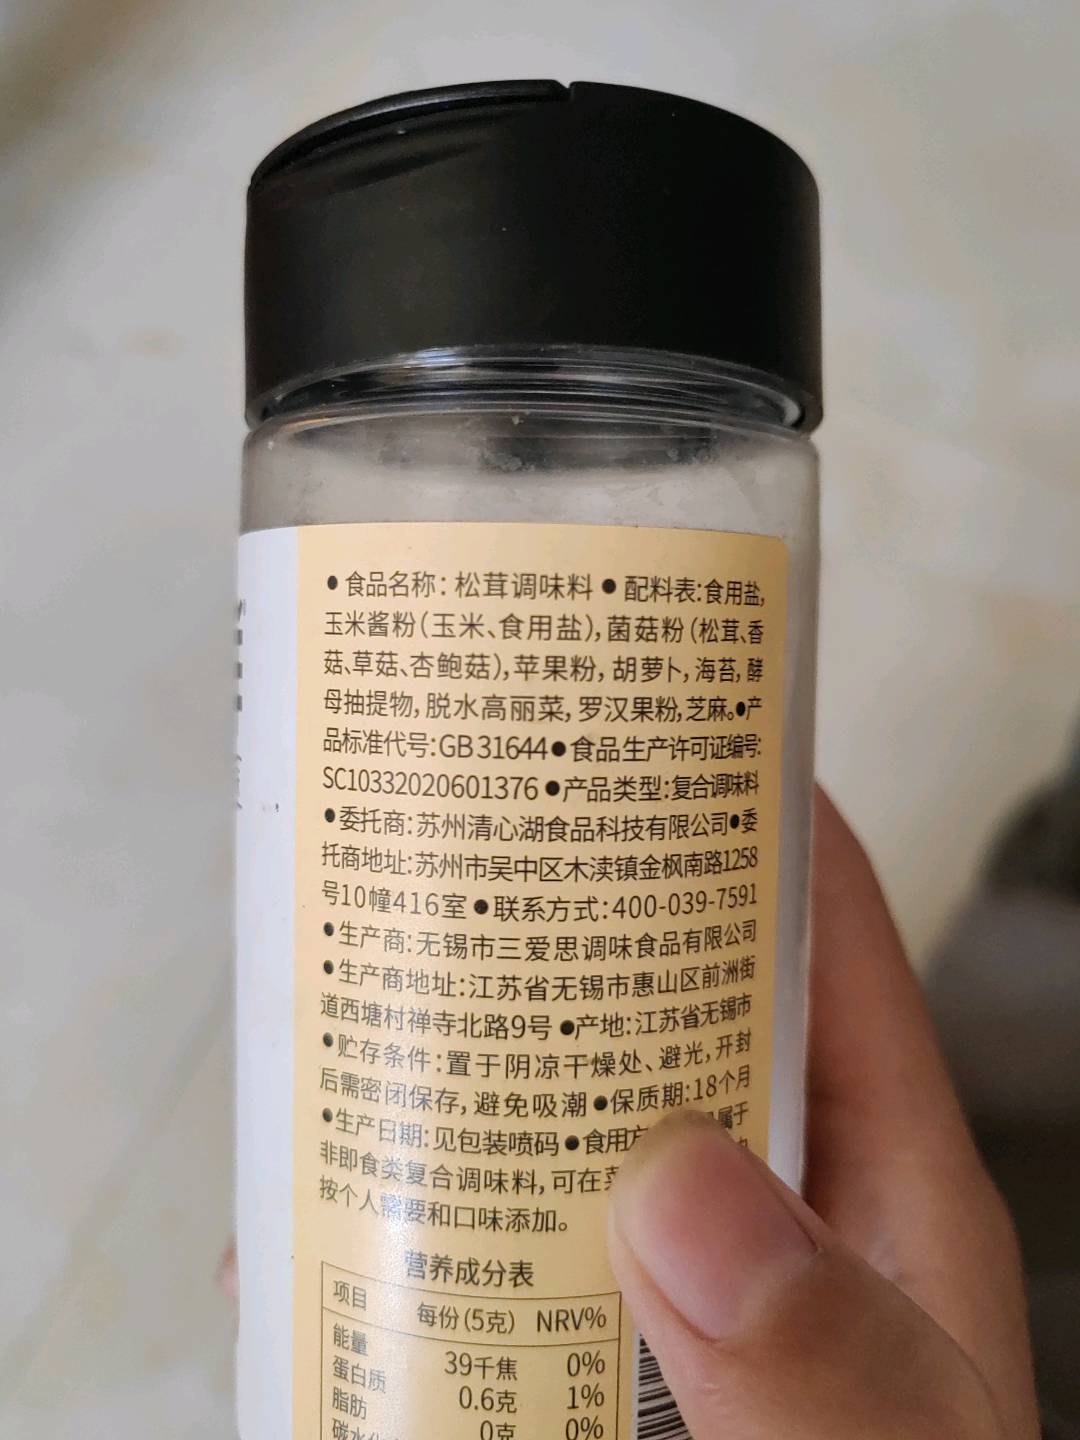 ●食品名称：松茸调味料●配料表:食用盐,
玉米酱粉(玉米、食用盐),菌菇粉(松茸、香
菇、草菇、杏鲍菇),苹果粉,胡萝卜,海苔,酵
母抽提物,脱水高丽菜,罗汉果粉,芝麻。●产
品标准代号:GB 31644●食品生产许可证编号:
SC10332020601376●产品类型:复合调味料
●委托商:苏州清心湖食品科技有限公司●委
托商地址:苏州市吴中区木渎镇金枫南路1258
号10幢416室●联系方式:400-039-7591
●生产商:无锡市三爱思调味食品有限公司
●生产商地址:江苏省无锡市惠山区前洲街
道西塘村禅寺北路9号●产地:江苏省无锡市
●贮存条件:置于阴凉干燥处、避光,开封
后需密闭保存,避免吸潮●保质期:18个月
●生产日期:见包装喷码●食用方 属于
非即食类复合调味料,可在菜
按个人需要和口味添加。
营养成分表
项目 每份(5克) NRV%
能量 39千焦 0%
蛋白质 0.6克 1%
脂肪 0克 0%
碳水